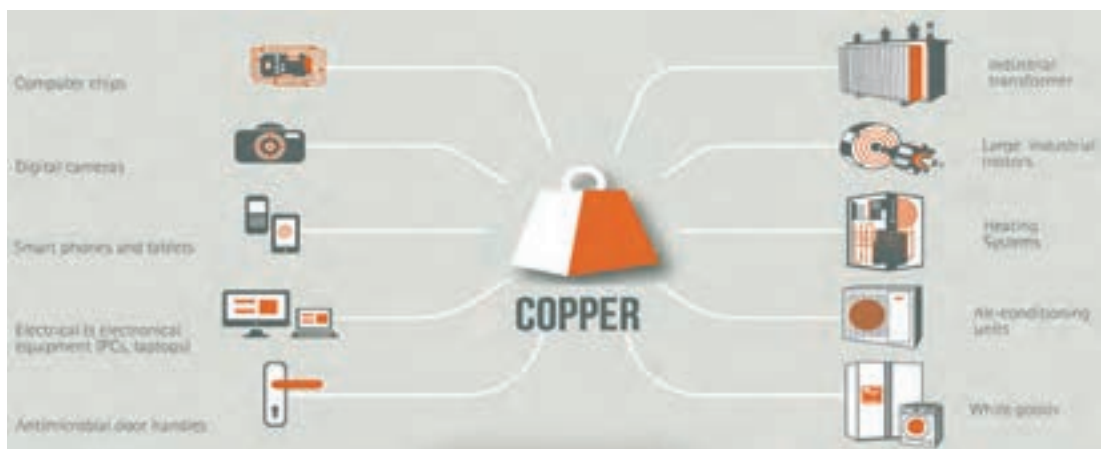 Computer chips
Digital cameras
Smart phones and tablets
Electrical & electronical
equipment (PCs, laptops)
Antimicrobial door handles
COPPER
Industrial
transformer
Large industrial
motors
Heating
Systems
Air-conditioning
units
White goods